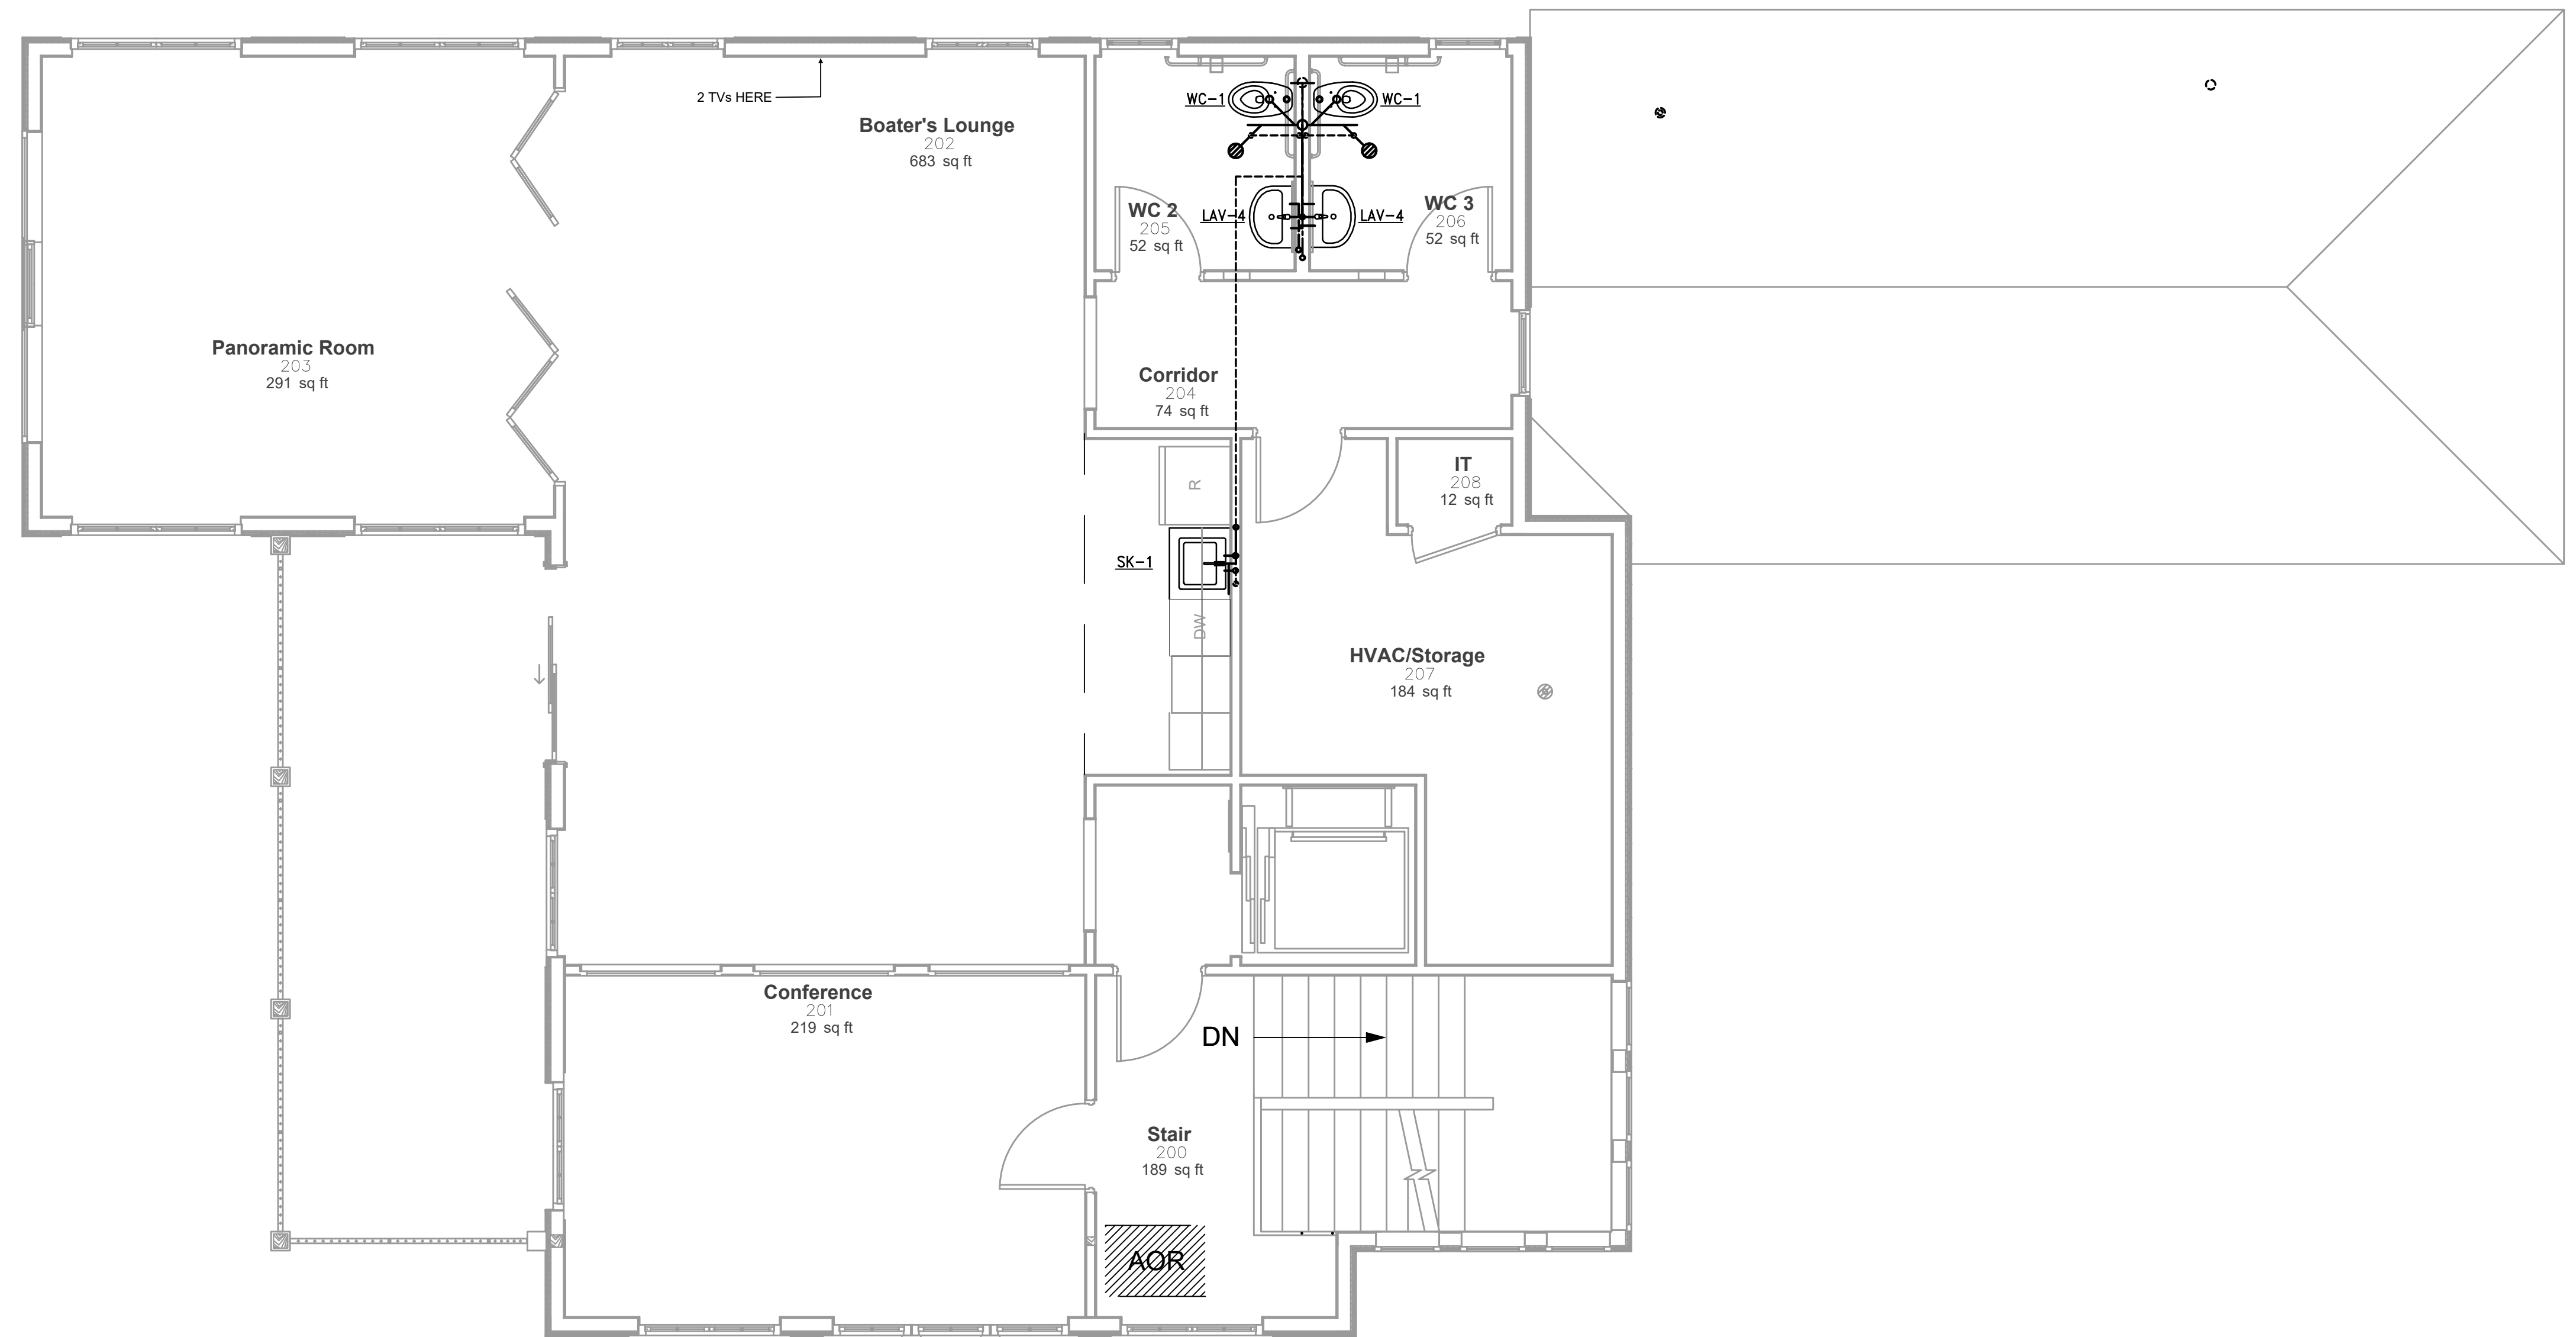 2 TVs HERE
Boater's Lounge
202
683 sq ft
WC-1
WC-1
WC 2
205
52 sq ft
LAV-4
LAV-4
WC 3
206
52 sq ft
Panoramic Room
203
291 sq ft
Corridor
204
74 sq ft
R
IT
208
12 sq ft
SK-1
DW
HVAC/Storage
207
184 sq ft
Conference
201
219 sq ft
DN
Stair
200
189 sq ft
AOR